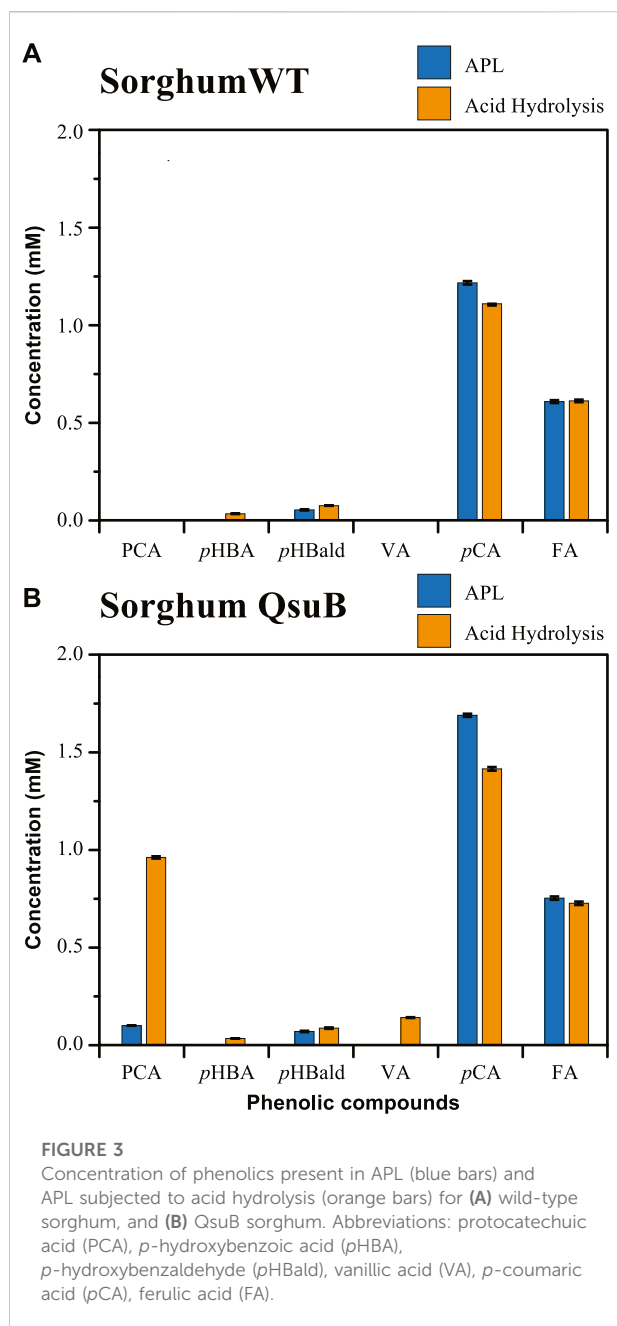 A
SorghumWT
APL
Acid Hydrolysis
2.0
1.5
1.0
0.5
0.0
Concentration (mM)
PCA pHBA pHBald VA pCA FA
B
Sorghum QsuB
APL
Acid Hydrolysis
2.0
1.5
1.0
0.5
0.0
Concentration (mM)
PCA pHBA pHBald VA pCA FA
Phenolic compounds
FIGURE 3
Concentration of phenolics present in APL (blue bars) and
APL subjected to acid hydrolysis (orange bars) for (A) wild-type
sorghum, and (B) QsuB sorghum. Abbreviations: protocatechuic
acid (PCA), p-hydroxybenzoic acid (pHBA),
p-hydroxybenzaldehyde (pHBald), vanillic acid (VA), p-coumaric
acid (pCA), ferulic acid (FA).